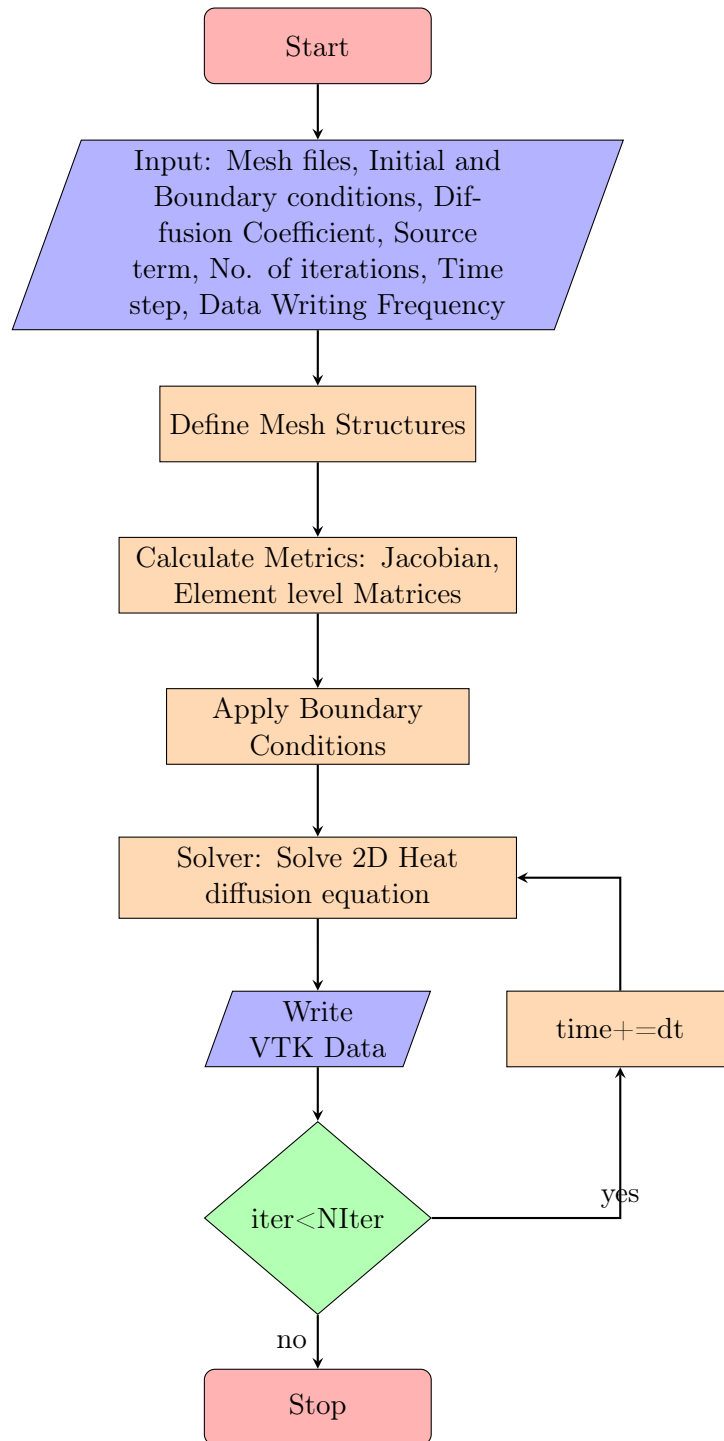 Start
Input: Mesh files, Initial and
Boundary conditions, Dif-
fusion Coefficient, Source
term, No. of iterations, Time
step, Data Writing Frequency
Define Mesh Structures
Calculate Metrics: Jacobian,
Element level Matrices
Apply Boundary
Conditions
Solver: Solve 2D Heat
diffusion equation
Write
VTK Data
time+=dt
iter<NIter
yes
no
Stop